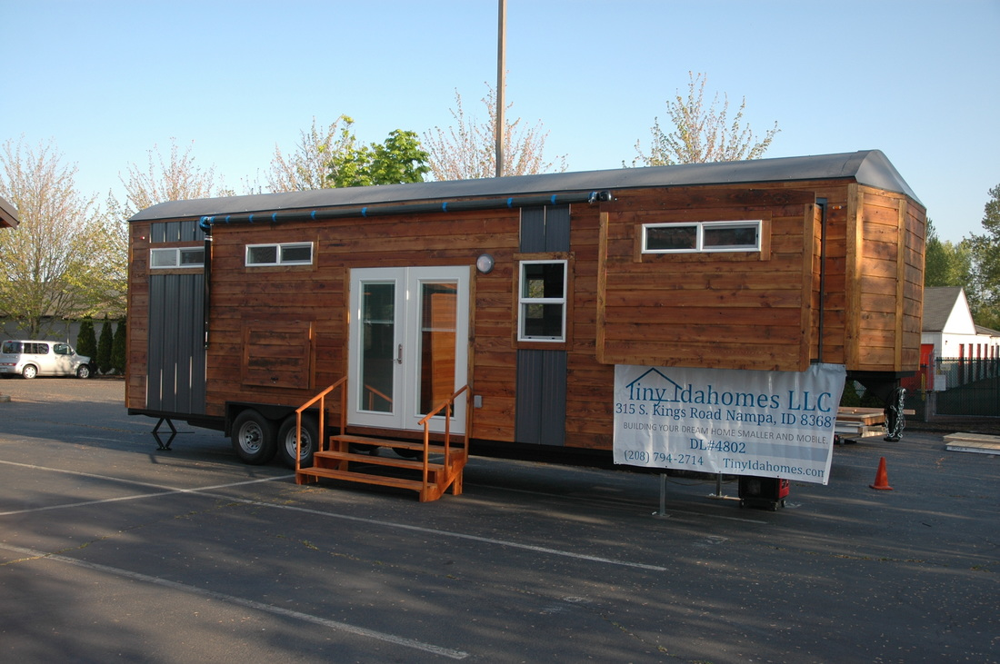 Tiny Idahomes LLC
315 S. Kings Road Nampa, ID 8368
BUILDING YOUR DREAM HOME SMALLER AND MOBILE.
DL#4802
(208) 794-2714 TinyIdahomes.com